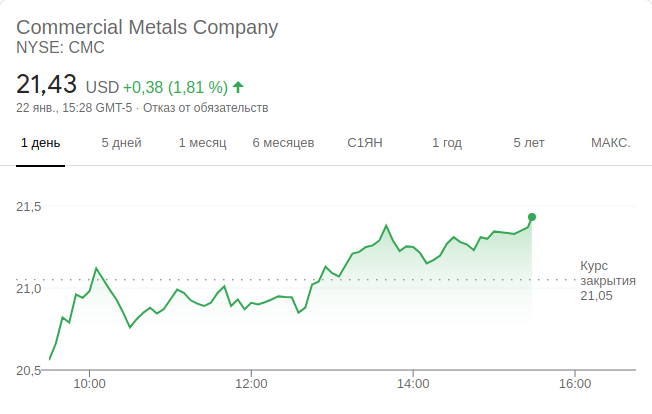 Commercial Metals Company
NYSE: CMC
21,43 USD +0,38 (1,81 %)
22 янв., 15:28 GMT-5 · Отказ от обязательств
1 день 5 дней 1 месяц 6 месяцев С1ЯН 1 год 5 лет МАКС.
21,5
Курс
закрытия
21,05
21,0
20,5
10:00 12:00 14:00 16:00